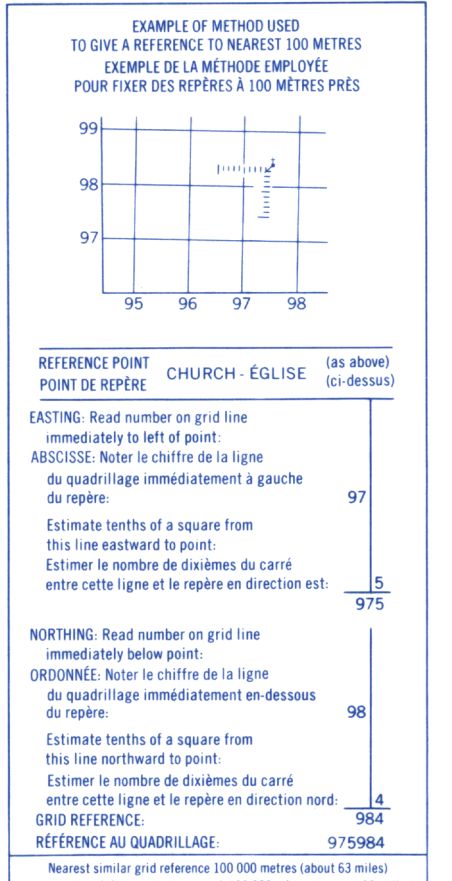 EXAMPLE OF METHOD USED
TO GIVE A REFERENCE TO NEAREST 100 METRES
EXEMPLE DE LA MÉTHODE EMPLOYÉE
POUR FIXER DES REPÈRES À 100 MÈTRES PRÈS
99
98
97
95 96 97 98
REFERENCE POINT
POINT DE REPÈRE
CHURCH - ÉGLISE
(as above)
(ci-dessus)
EASTING: Read number on grid line
immediately to left of point:
ABSCISSE: Noter le chiffre de la ligne
du quadrillage immédiatement à gauche
du repère: 97
Estimate tenths of a square from
this line eastward to point:
Estimer le nombre de dixièmes du carré
entre cette ligne et le repère en direction est: 5
975
NORTHING: Read number on grid line
immediately below point:
ORDONNÉE: Noter le chiffre de la ligne
du quadrillage immédiatement en-dessous
du repère: 98
Estimate tenths of a square from
this line northward to point:
Estimer le nombre de dixièmes du carré
entre cette ligne et le repère en direction nord: 4
GRID REFERENCE: 984
RÉFÉRENCE AU QUADRILLAGE: 975984
Nearest similar grid reference 100 000 metres (about 63 miles)